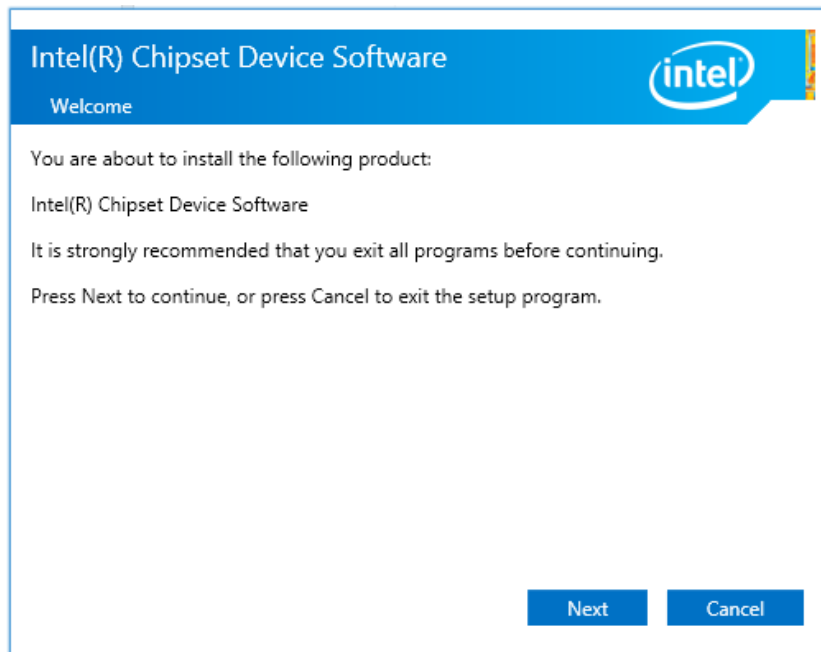 Intel(R) Chipset Device Software
intel
Welcome
You are about to install the following product:
Intel(R) Chipset Device Software
It is strongly recommended that you exit all programs before continuing.
Press Next to continue, or press Cancel to exit the setup program.
Next
Cancel